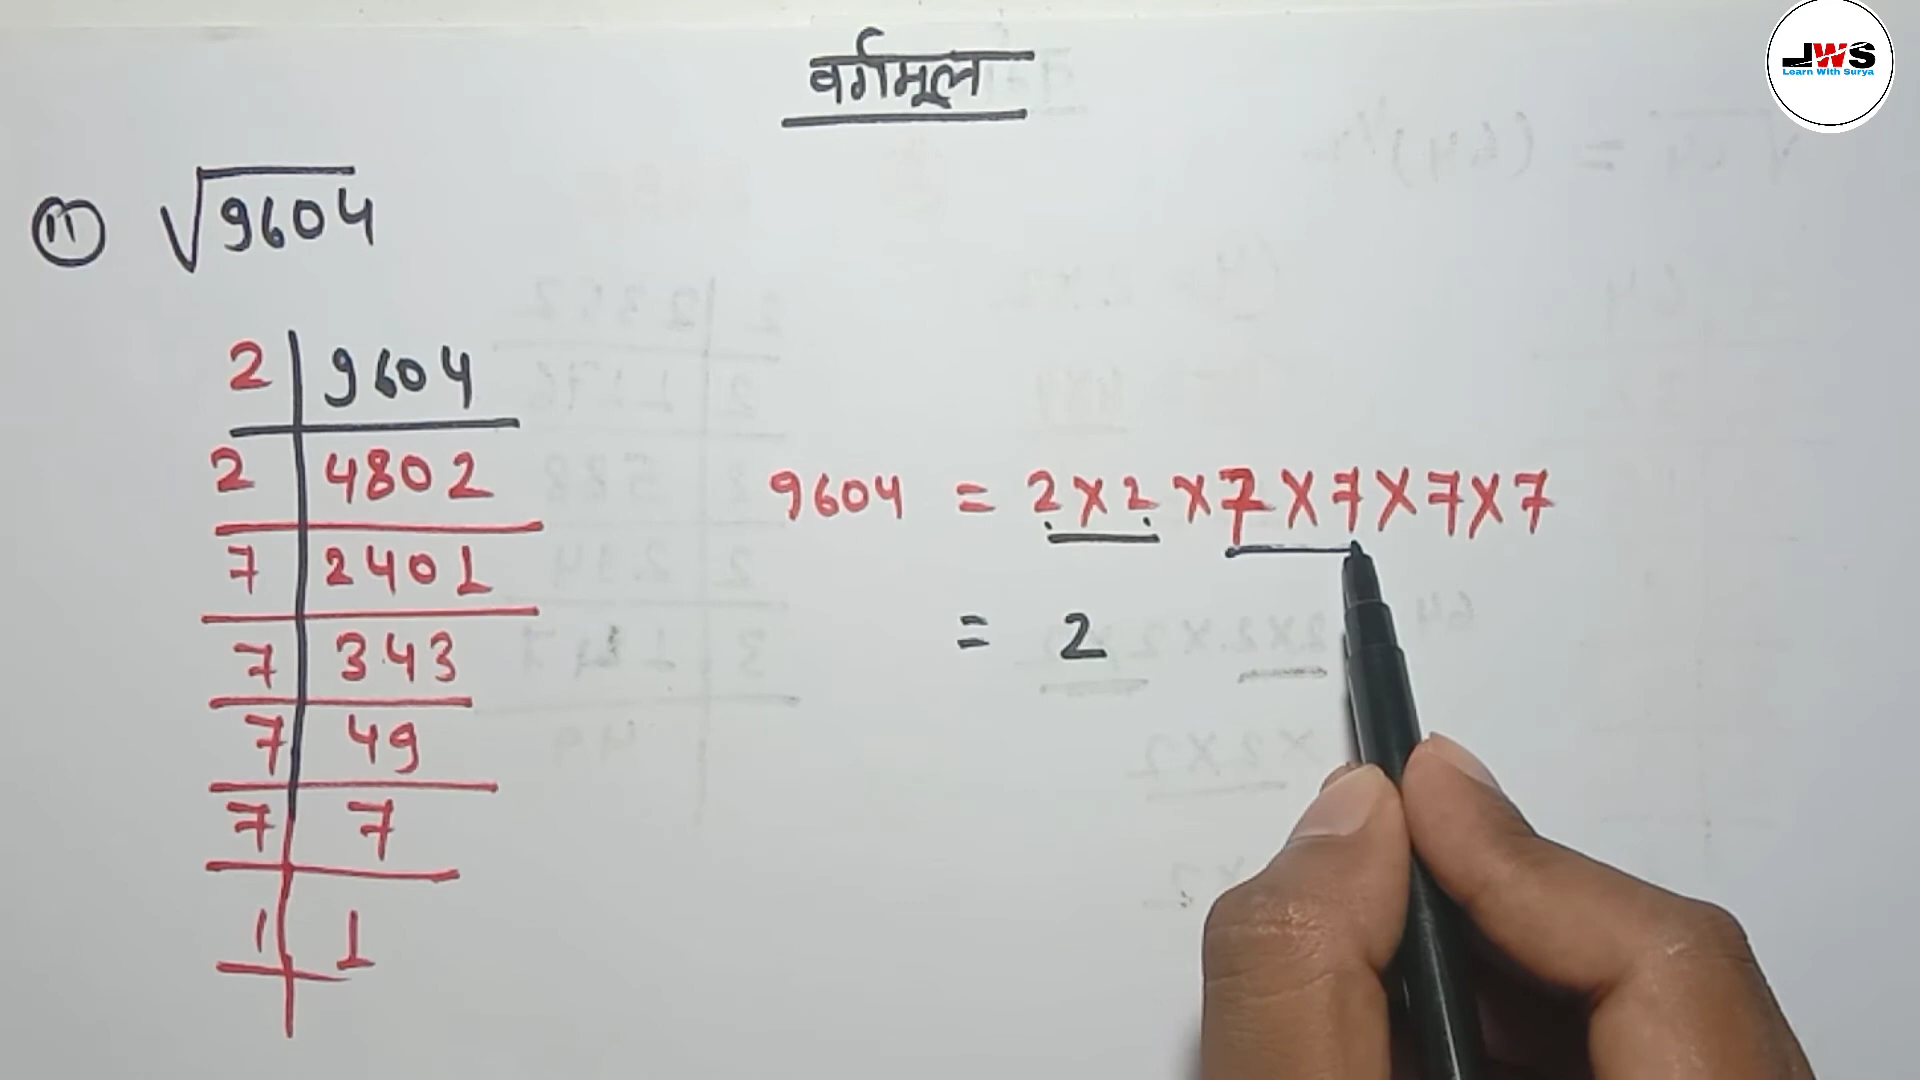 वर्गमूल
JWS
Learn With Surya
11 √9604
2 | 9604
2 | 4802
7 | 2401
7 | 343
7 | 49
7 | 7
1 | 1
9604 = 2 × 2 × 7 × 7 × 7 × 7
= 2